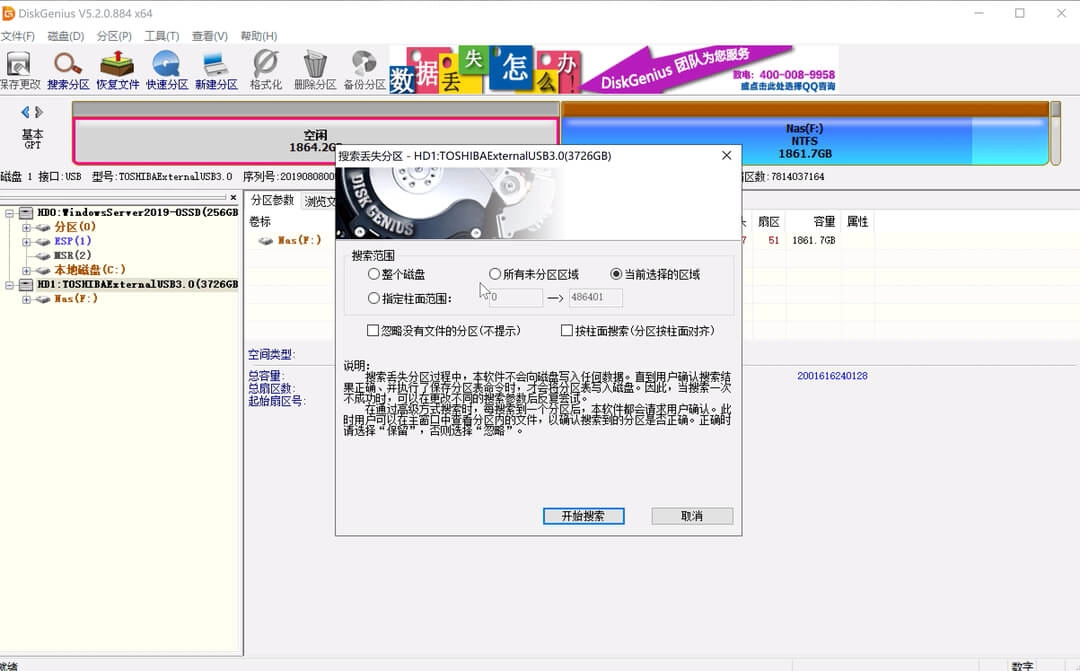 DiskGenius V5.2.0.884 x64
文件(F) 磁盘(D) 分区(P) 工具(T) 查看(V) 帮助(H)
保存更改 搜索分区 恢复文件 快速分区 新建分区 格式化 删除分区 备份分区
数据丢失怎么办!
DiskGenius 团队为您服务
致电: 400-008-9958
或点击此处选择QQ咨询
基本
GPT
空闲
1864.2G
Nas(F:)
NTFS
1861.7GB
磁盘 1 接口:USB 型号:TOSHIBAExternalUSB3.0 序列号:20190808000
区数:7814037164
HD0:WindowsServer2019-OSSD(256GB
分区(0)
ESP(1)
MSR(2)
本地磁盘(C:)
HD1:TOSHIBAExternalUSB3.0(3726GB
Nas(F:)
分区参数 浏览文
卷标
扇区 容量 属性
Nas(F:)
7 51 1861.7GB
空间类型:
总容量:
总扇区数:
起始扇区号:
2001616240128
搜索丢失分区 - HD1:TOSHIBAExternalUSB3.0(3726GB)
DISK GENIUS
搜索范围
整个磁盘 所有未分区区域 当前选择的区域
指定柱面范围: 0 --> 486401
忽略没有文件的分区(不提示) 按柱面搜索(分区按柱面对齐)
说明:
搜索丢失分区过程中，本软件不会向磁盘写入任何数据。直到用户确认搜索结
果正确、并执行了保存分区表命令时，才会将分区表写入磁盘。因此，当搜索一次
不成功时，可以在更改不同的搜索参数后反复尝试。
在通过高级方式搜索时，每搜索到一个分区后，本软件都会请求用户确认。此
时用户可以在主窗口中查看分区内的文件，以确认搜索到的分区是否正确。正确时
请选择“保留”，否则选择“忽略”。
开始搜索 取消
就绪
数字